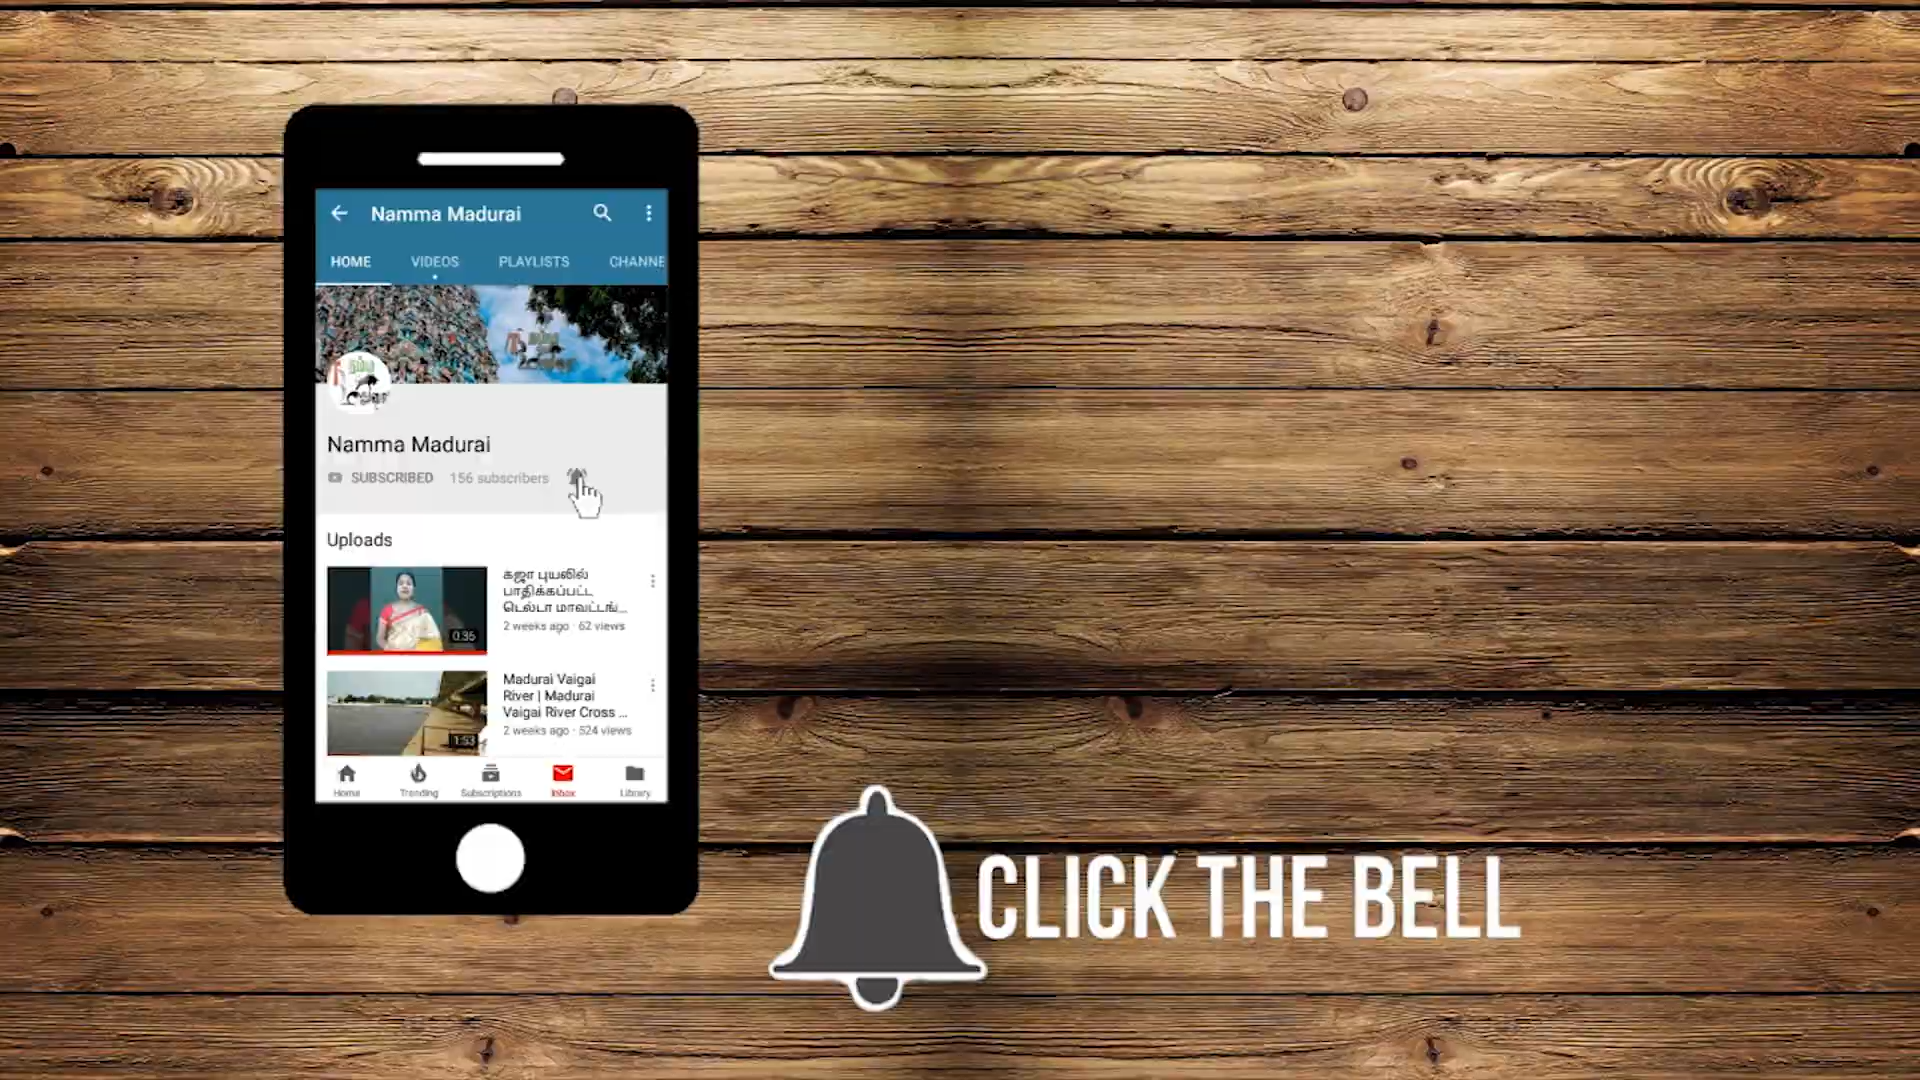 Namma Madurai
HOME VIDEOS PLAYLISTS CHANNE
நம்ம
Namma Madurai
SUBSCRIBED 156 subscribers
Uploads
கஜா புயலில்
பாதிக்கப்பட்ட
டெல்டா மாவட்டங்...
2 weeks ago · 62 views
0:36
Madurai Vaigai
River | Madurai
Vaigai River Cross ...
2 weeks ago · 524 views
1:53
Home Trending Subscriptions Inbox Library
CLICK THE BELL